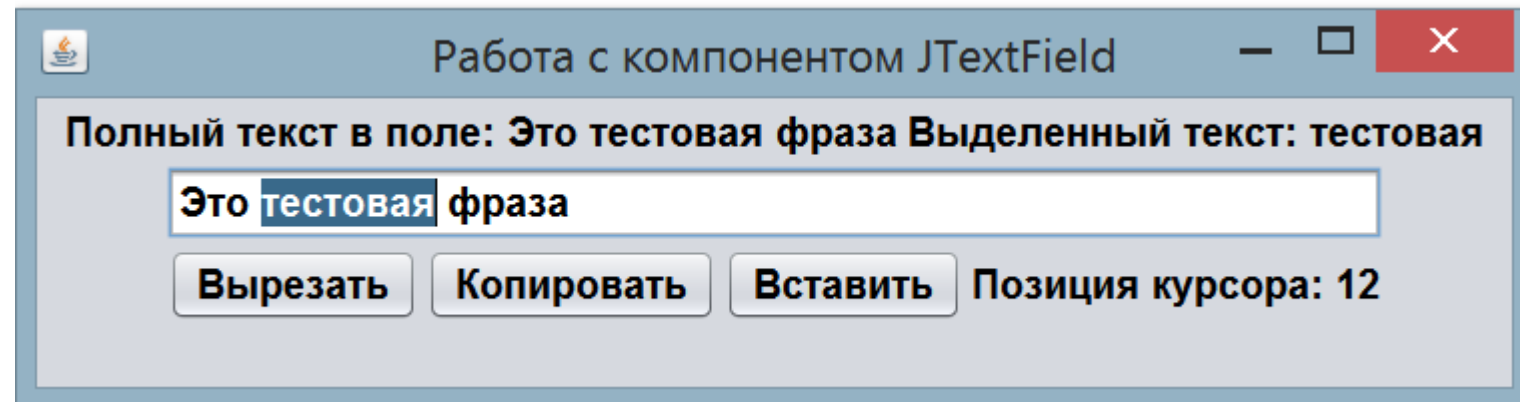 Работа с компонентом JTextField
Полный текст в поле: Это тестовая фраза Выделенный текст: тестовая
Это тестовая фраза
Вырезать Копировать Вставить Позиция курсора: 12